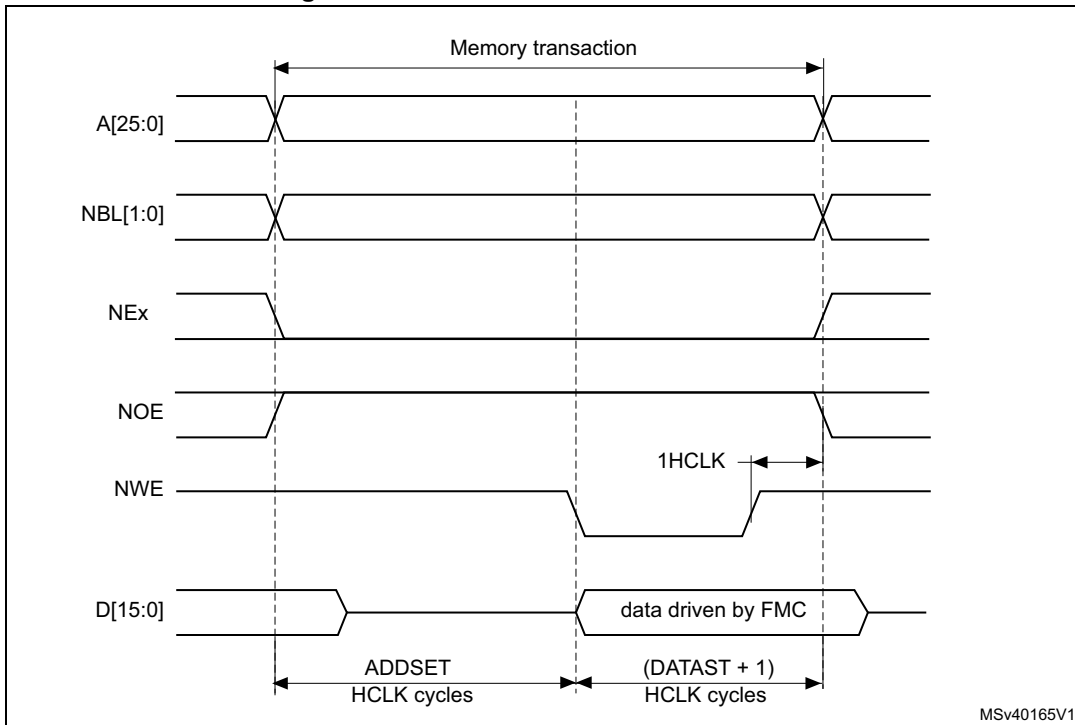 Memory transaction
A[25:0]
NBL[1:0]
NEx
NOE
1HCLK
NWE
D[15:0]
data driven by FMC
ADDSET
HCLK cycles
(DATAST + 1)
HCLK cycles
MSv40165V1